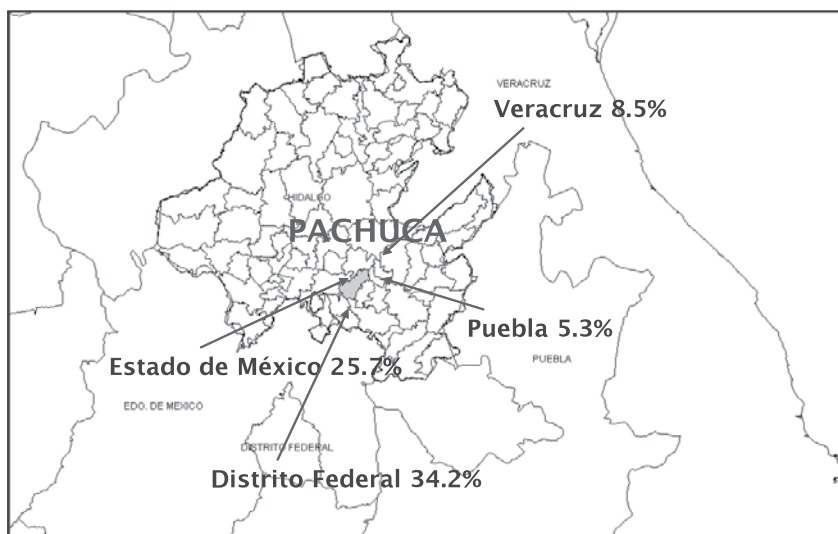 VERACRUZ
Veracruz 8.5%
HIDALGO
PACHUCA
Puebla 5.3%
PUEBLA
Estado de México 25.7%
EDO. DE MEXICO
DISTRITO FEDERAL
Distrito Federal 34.2%